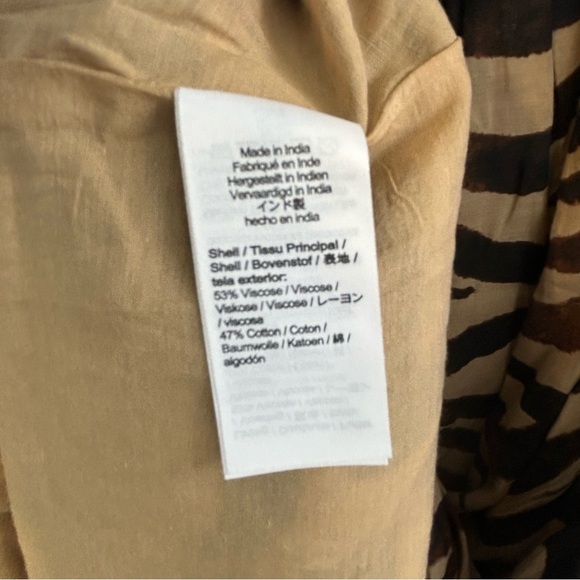 Made in India
Fabriqué en Inde
Hergestellt in Indien
Vervaardigd in India
インド製
hecho en india
Shell / Tissu Principal /
Shell / Bovenstof / 表地 /
tela exterior:
53% Viscose / Viscose /
Viskose / Viscose / レーヨン
/ viscosa
47% Cotton / Coton /
Baumwolle / Katoen / 綿 /
algodón